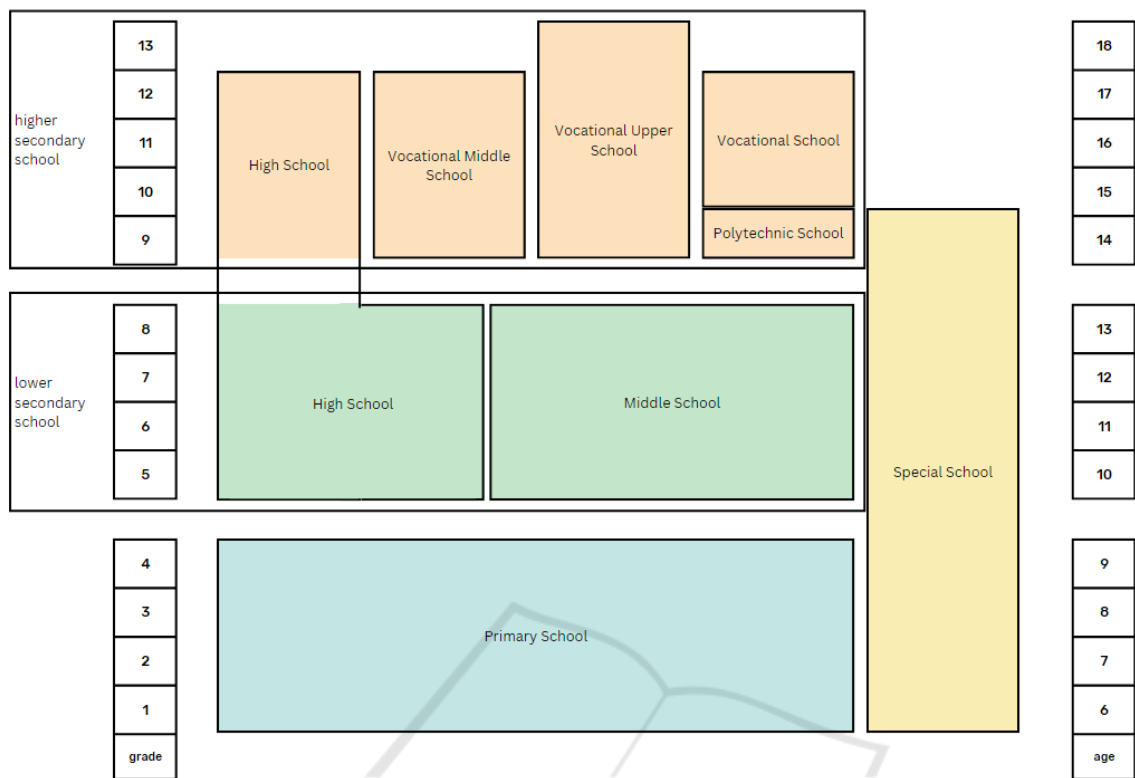 13
18
12
17
higher
secondary
school
11
High School
Vocational Middle
School
Vocational Upper
School
Vocational School
16
10
15
9
Polytechnic School
14
8
13
lower
secondary
school
7
High School
Middle School
12
6
11
5
Special School
10
4
9
3
8
Primary School
2
7
1
6
grade
age